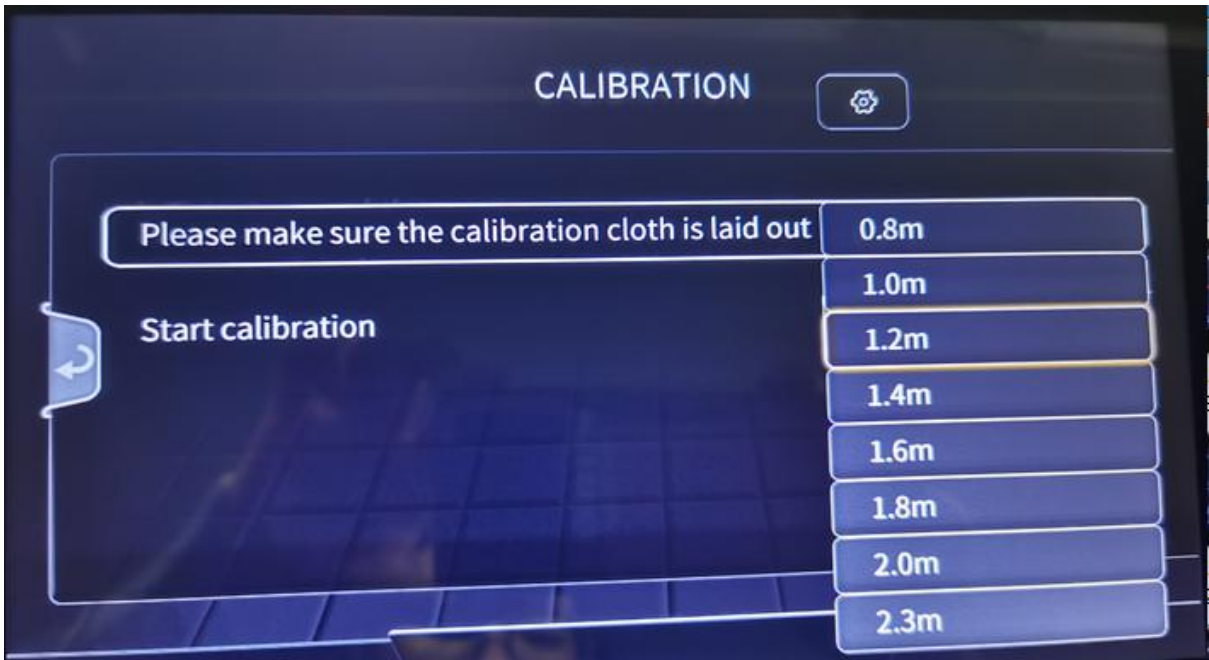 CALIBRATION
Please make sure the calibration cloth is laid out
0.8m
1.0m
Start calibration
1.2m
1.4m
1.6m
1.8m
2.0m
2.3m